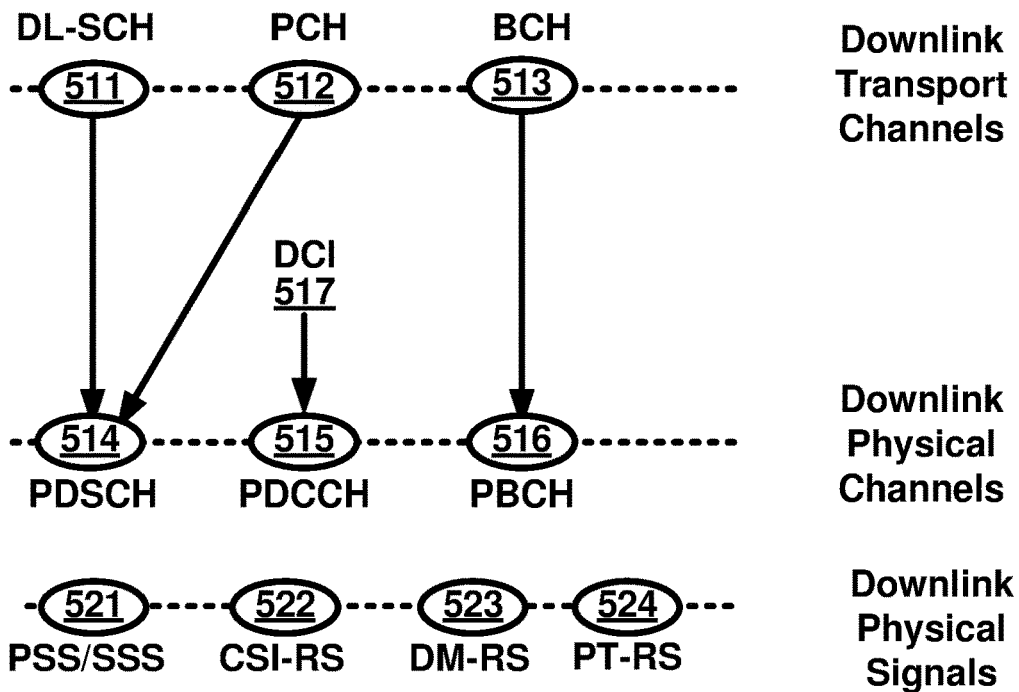 DL-SCH PCH BCH
511 512 513
Downlink
Transport
Channels
DCI
517
514 515 516
PDSCH PDCCH PBCH
Downlink
Physical
Channels
521 522 523 524
PSS/SSS CSI-RS DM-RS PT-RS
Downlink
Physical
Signals